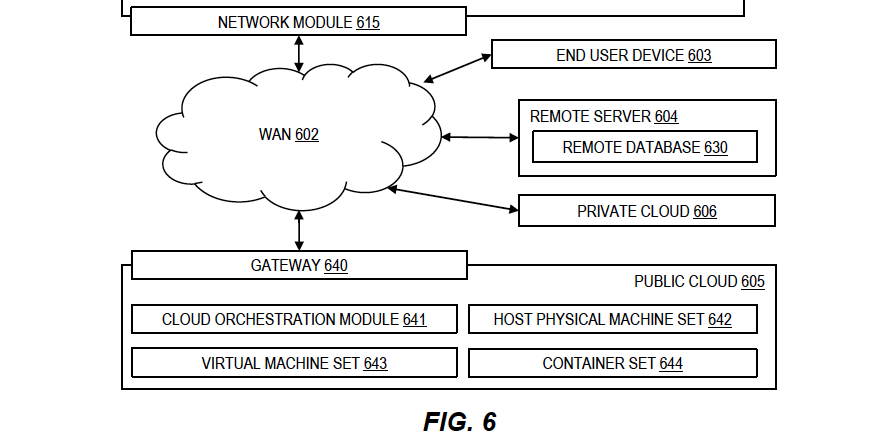 NETWORK MODULE 615
END USER DEVICE 603
WAN 602
REMOTE SERVER 604
REMOTE DATABASE 630
PRIVATE CLOUD 606
GATEWAY 640
PUBLIC CLOUD 605
CLOUD ORCHESTRATION MODULE 641
HOST PHYSICAL MACHINE SET 642
VIRTUAL MACHINE SET 643
CONTAINER SET 644
FIG. 6